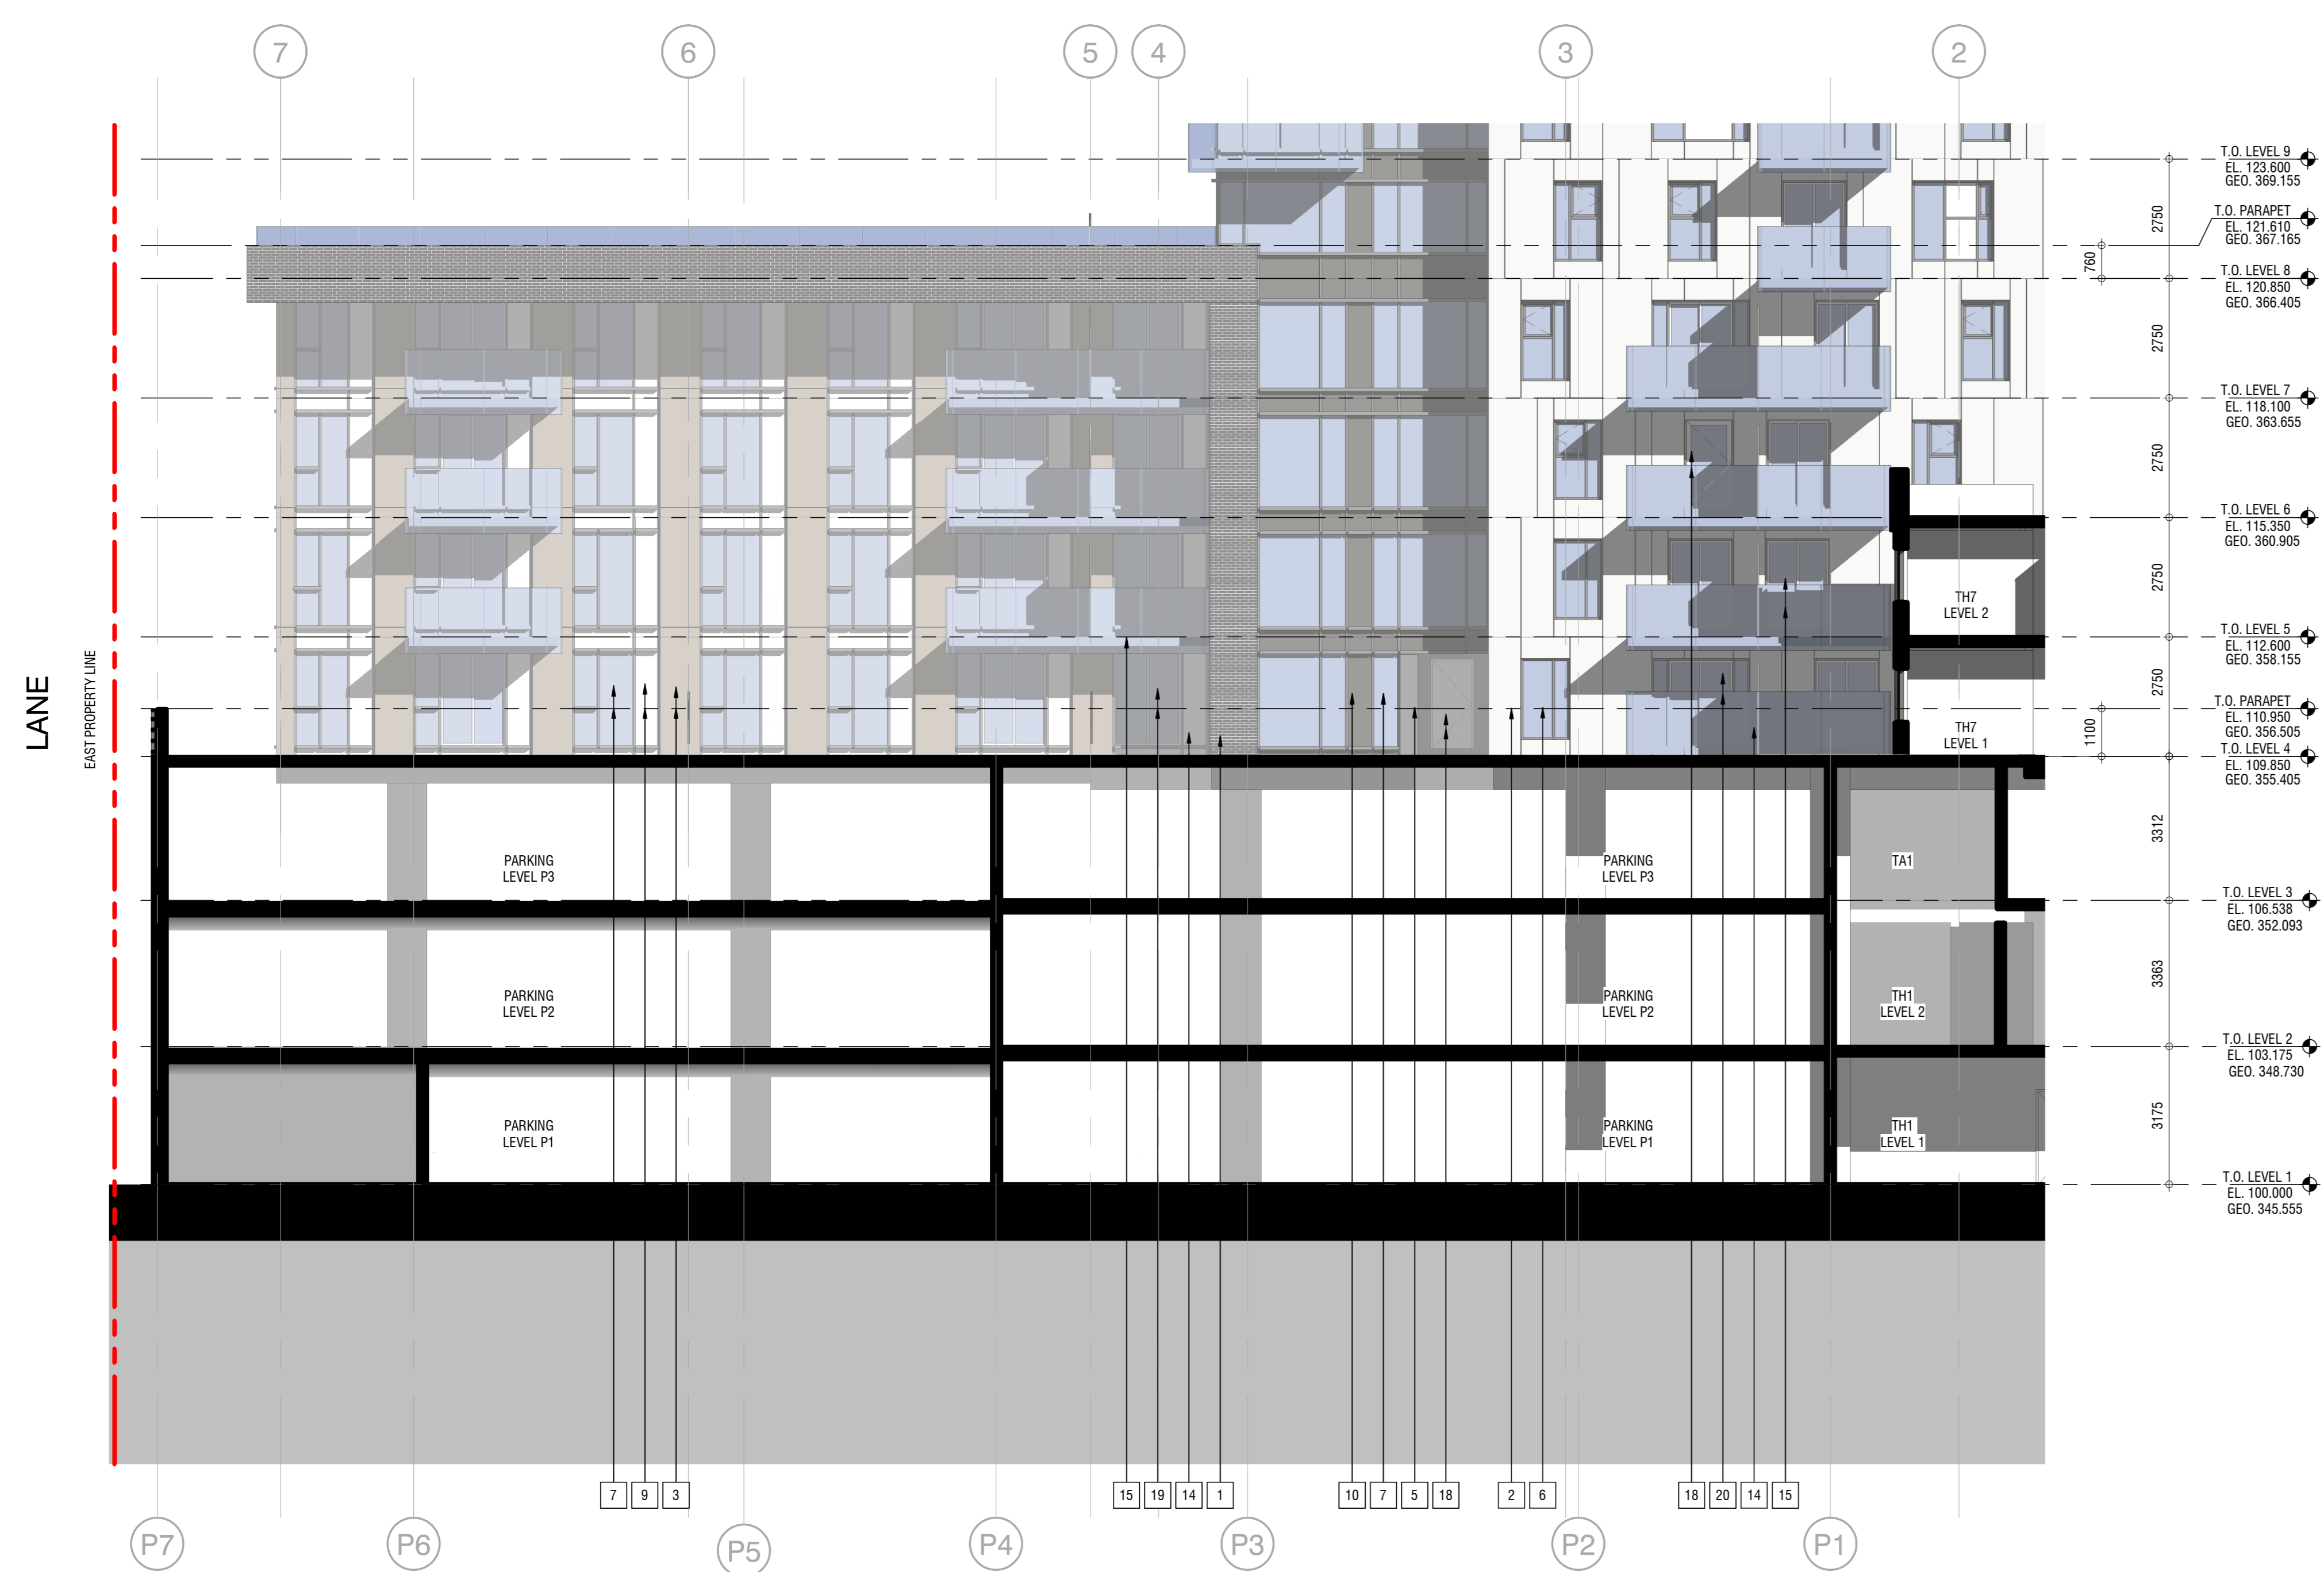 7
6
5
4
3
2
T.O. LEVEL 9
EL. 123.600
GEO. 369.155
2750
T.O. PARAPET
EL. 121.610
GEO. 367.165
760
T.O. LEVEL 8
EL. 120.850
GEO. 366.405
2750
T.O. LEVEL 7
EL. 118.100
GEO. 363.655
2750
T.O. LEVEL 6
EL. 115.350
GEO. 360.905
2750
TH7
LEVEL 2
T.O. LEVEL 5
EL. 112.600
GEO. 358.155
2750
LANE
EAST PROPERTY LINE
T.O. PARAPET
EL. 110.950
GEO. 356.505
1100
TH7
LEVEL 1
T.O. LEVEL 4
EL. 109.850
GEO. 355.405
3312
PARKING
LEVEL P3
PARKING
LEVEL P3
TA1
T.O. LEVEL 3
EL. 106.538
GEO. 352.093
3363
PARKING
LEVEL P2
PARKING
LEVEL P2
TH1
LEVEL 2
T.O. LEVEL 2
EL. 103.175
GEO. 348.730
3175
PARKING
LEVEL P1
PARKING
LEVEL P1
TH1
LEVEL 1
T.O. LEVEL 1
EL. 100.000
GEO. 345.555
7
9
3
15
19
14
1
10
7
5
18
2
6
18
20
14
15
P7
P6
P5
P4
P3
P2
P1